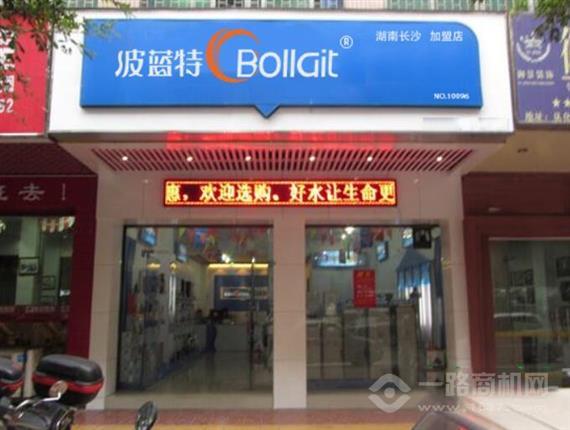 波蓝特 Bollait®
湖南长沙 加盟店
NO.10096
惠,欢迎选购。好水让生命更
狂去!
一路商机网